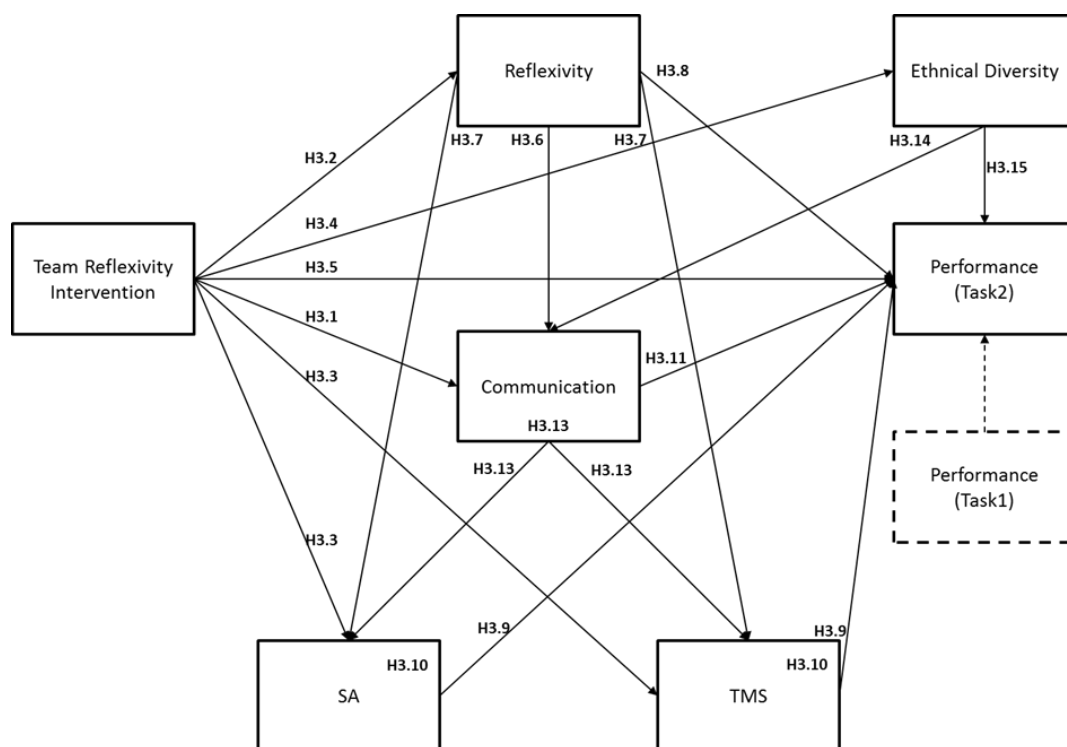 Reflexivity
Ethnical Diversity
H3.8
H3.7
H3.6
H3.7
H3.14
H3.2
H3.15
H3.4
Team Reflexivity
Intervention
H3.5
Performance
(Task2)
H3.1
H3.11
H3.3
Communication
H3.13
H3.13
H3.13
Performance
(Task1)
H3.3
H3.9
H3.9
H3.10
H3.10
SA
TMS